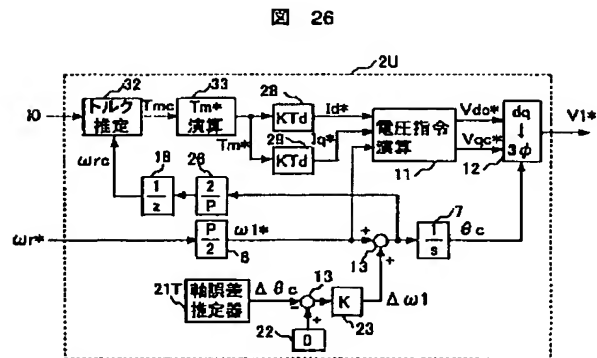 図 26
2U
32
トルク
推定
Tmc
33
Tm*
演算
Tm*
28
KTd
Id*
29
KTd
Iq*
電圧指令
演算
11
Vdc*
Vqc*
dq
↓
3φ
12
V1*
I0
ωrc
18
1
z
26
2
P
ωr*
P
2
6
ω1*
+
+
13
7
1
s
θc
21T
軸誤差
推定器
Δθc
13
−
+
K
23
Δω1
22
0